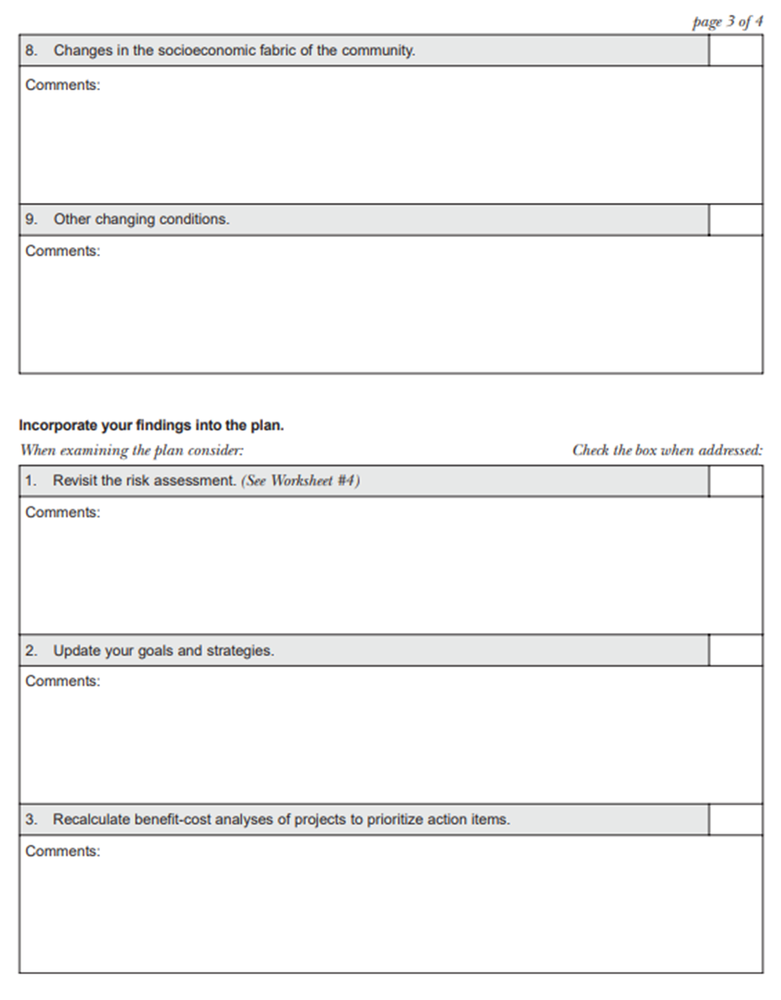 page 3 of 4
8. Changes in the socioeconomic fabric of the community.
Comments:
9. Other changing conditions.
Comments:
Incorporate your findings into the plan.
When examining the plan consider: Check the box when addressed:
1. Revisit the risk assessment. (See Worksheet #4)
Comments:
2. Update your goals and strategies.
Comments:
3. Recalculate benefit-cost analyses of projects to prioritize action items.
Comments: